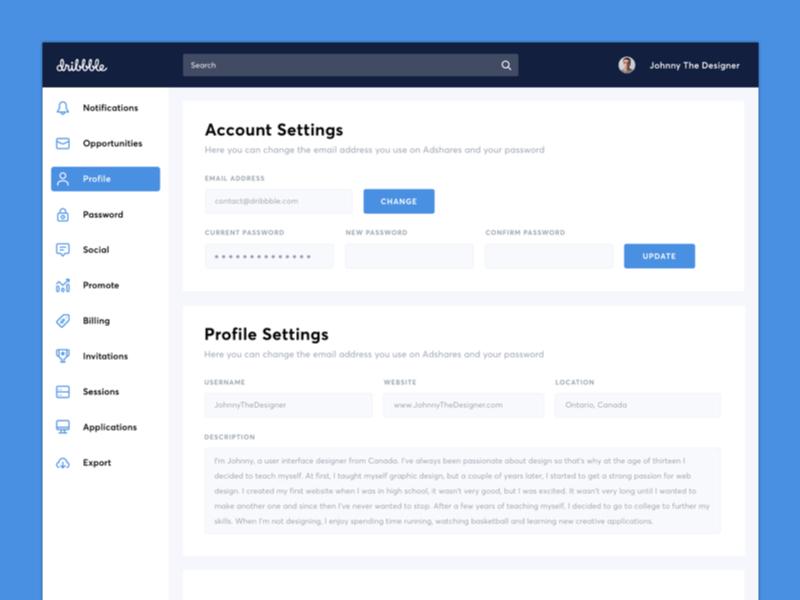 dribbble
Search
Johnny The Designer
Notifications
Opportunities
Profile
Password
Social
Promote
Billing
Invitations
Sessions
Applications
Export
Account Settings
Here you can change the email address you use on Adshares and your password
EMAIL ADDRESS
contact@dribbble.com
CHANGE
CURRENT PASSWORD NEW PASSWORD CONFIRM PASSWORD
UPDATE
Profile Settings
Here you can change the email address you use on Adshares and your password
USERNAME WEBSITE LOCATION
JohnnyTheDesigner www.JohnnyTheDesigner.com Ontario, Canada
DESCRIPTION
I'm Johnny, a user interface designer from Canada. I've always been passionate about design so that's why at the age of thirteen I
decided to teach myself. At first, I taught myself graphic design, but a couple of years later, I started to get a strong passion for web
design. I created my first website when I was in high school, it wasn't very good, but I was excited. It wasn't very long until I wanted to
make another one and since then I've never wanted to stop. After a few years of teaching myself, I decided to go to college to further my
skills. When I'm not designing, I enjoy spending time running, watching basketball and learning new creative applications.